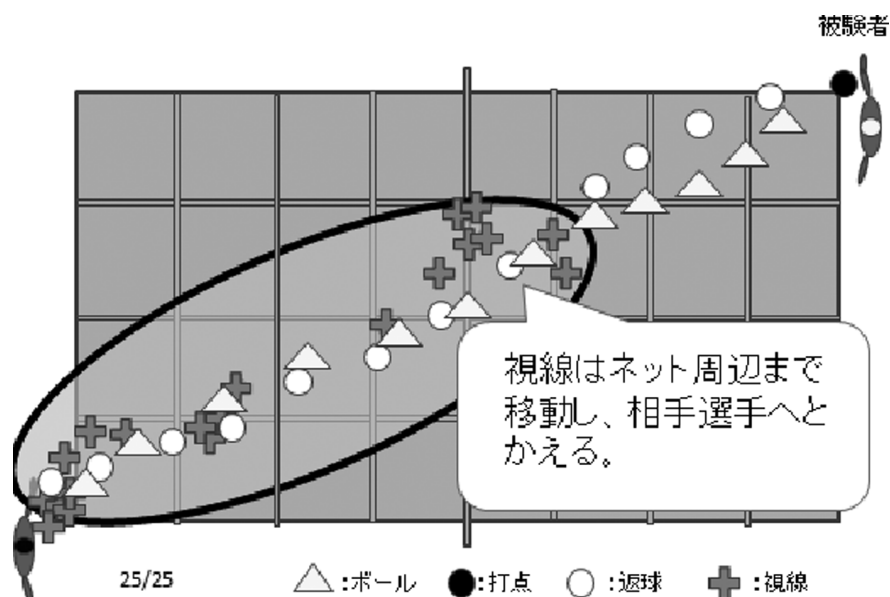 被験者
視線はネット周辺まで
移動し、相手選手へと
かえる。
25/25 :ボール :打点 :返球 :視線